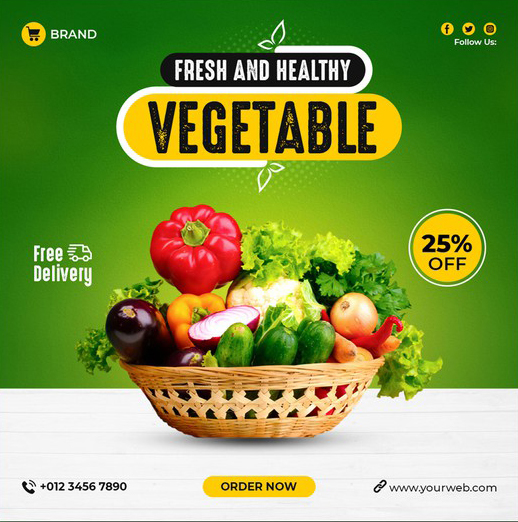 BRAND
Follow Us:
FRESH AND HEALTHY
VEGETABLE
Free
Delivery
25%
OFF
+012 3456 7890
ORDER NOW
www.yourweb.com